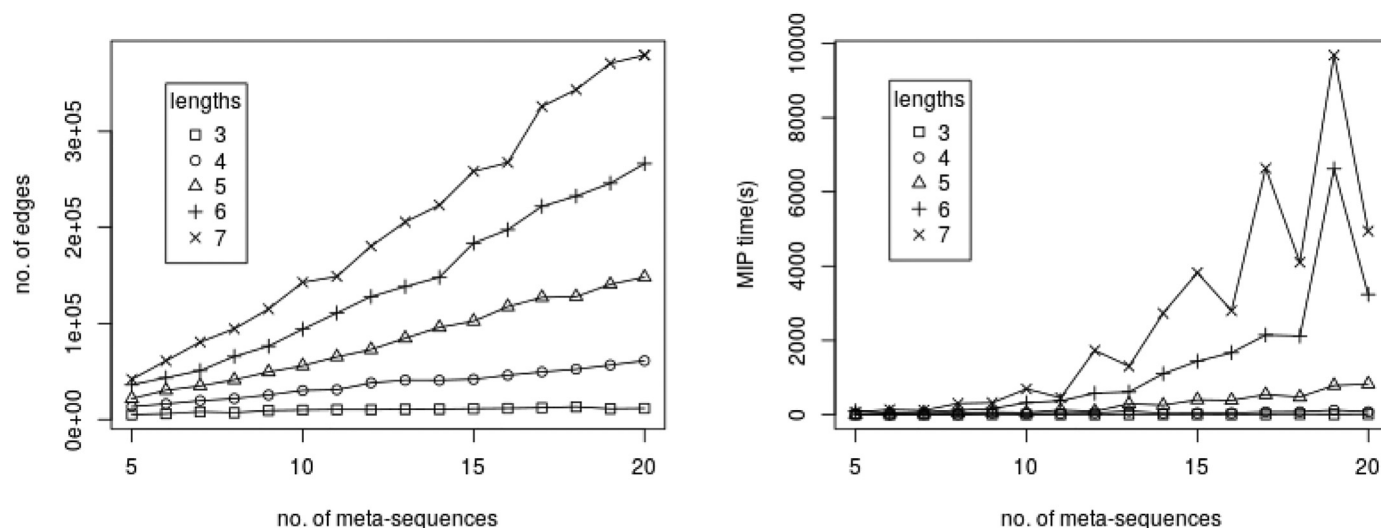 no. of edges
3e+05
2e+05
1e+05
0e+00
lengths
3
4
5
6
7
5 10 15 20
no. of meta-sequences
MIP time(s)
10000
8000
6000
4000
2000
0
lengths
3
4
5
6
7
5 10 15 20
no. of meta-sequences